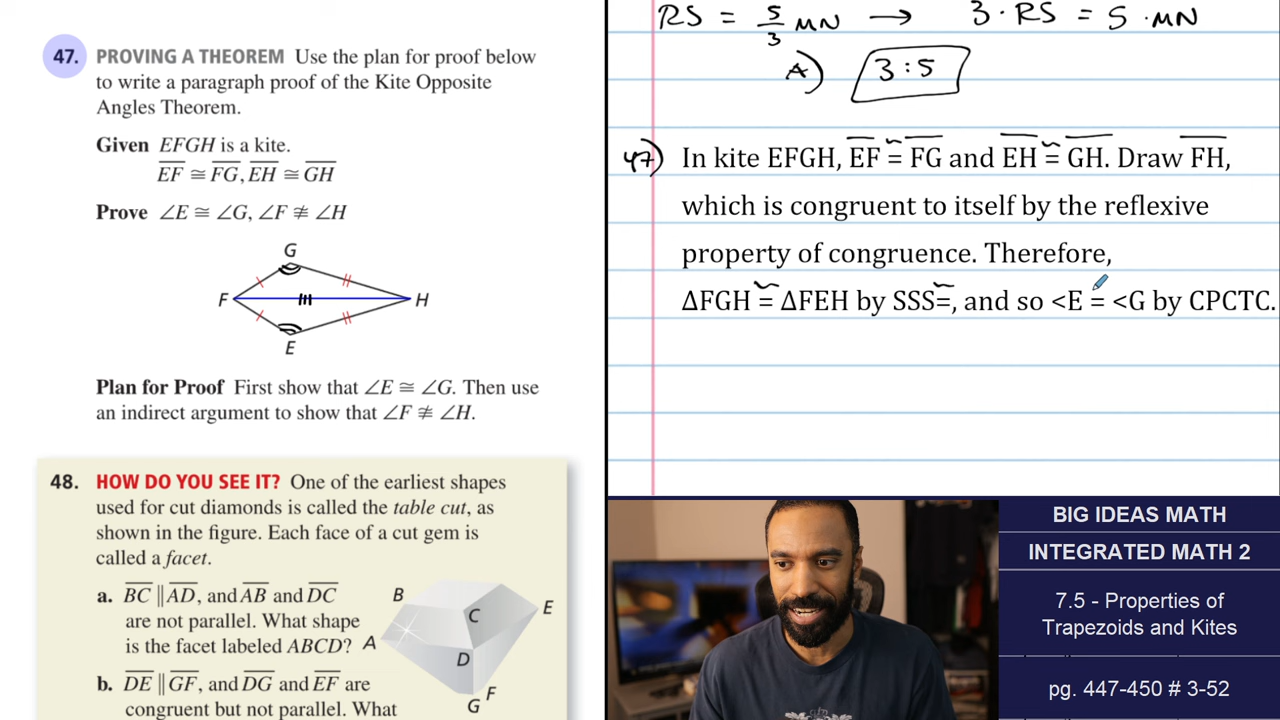 47. PROVING A THEOREM Use the plan for proof below
to write a paragraph proof of the Kite Opposite
Angles Theorem.
Given EFGH is a kite.
EF ≅ FG, EH ≅ GH
Prove ∠E ≅ ∠G, ∠F ≇ ∠H
G
F
H
E
Plan for Proof First show that ∠E ≅ ∠G. Then use
an indirect argument to show that ∠F ≇ ∠H.
48. HOW DO YOU SEE IT? One of the earliest shapes
used for cut diamonds is called the table cut, as
shown in the figure. Each face of a cut gem is
called a facet.
a. BC ∥ AD, and AB and DC
are not parallel. What shape
is the facet labeled ABCD?
b. DE ∥ GF, and DG and EF are
congruent but not parallel. What
B
C
E
A
D
F
G
RS = 5/3 MN → 3 · RS = 5 · MN
A) 3:5
47) In kite EFGH, EF ≅ FG and EH ≅ GH. Draw FH,
which is congruent to itself by the reflexive
property of congruence. Therefore,
ΔFGH ≅ ΔFEH by SSS≅, and so <E = <G by CPCTC.
BIG IDEAS MATH
INTEGRATED MATH 2
7.5 - Properties of
Trapezoids and Kites
pg. 447-450 # 3-52